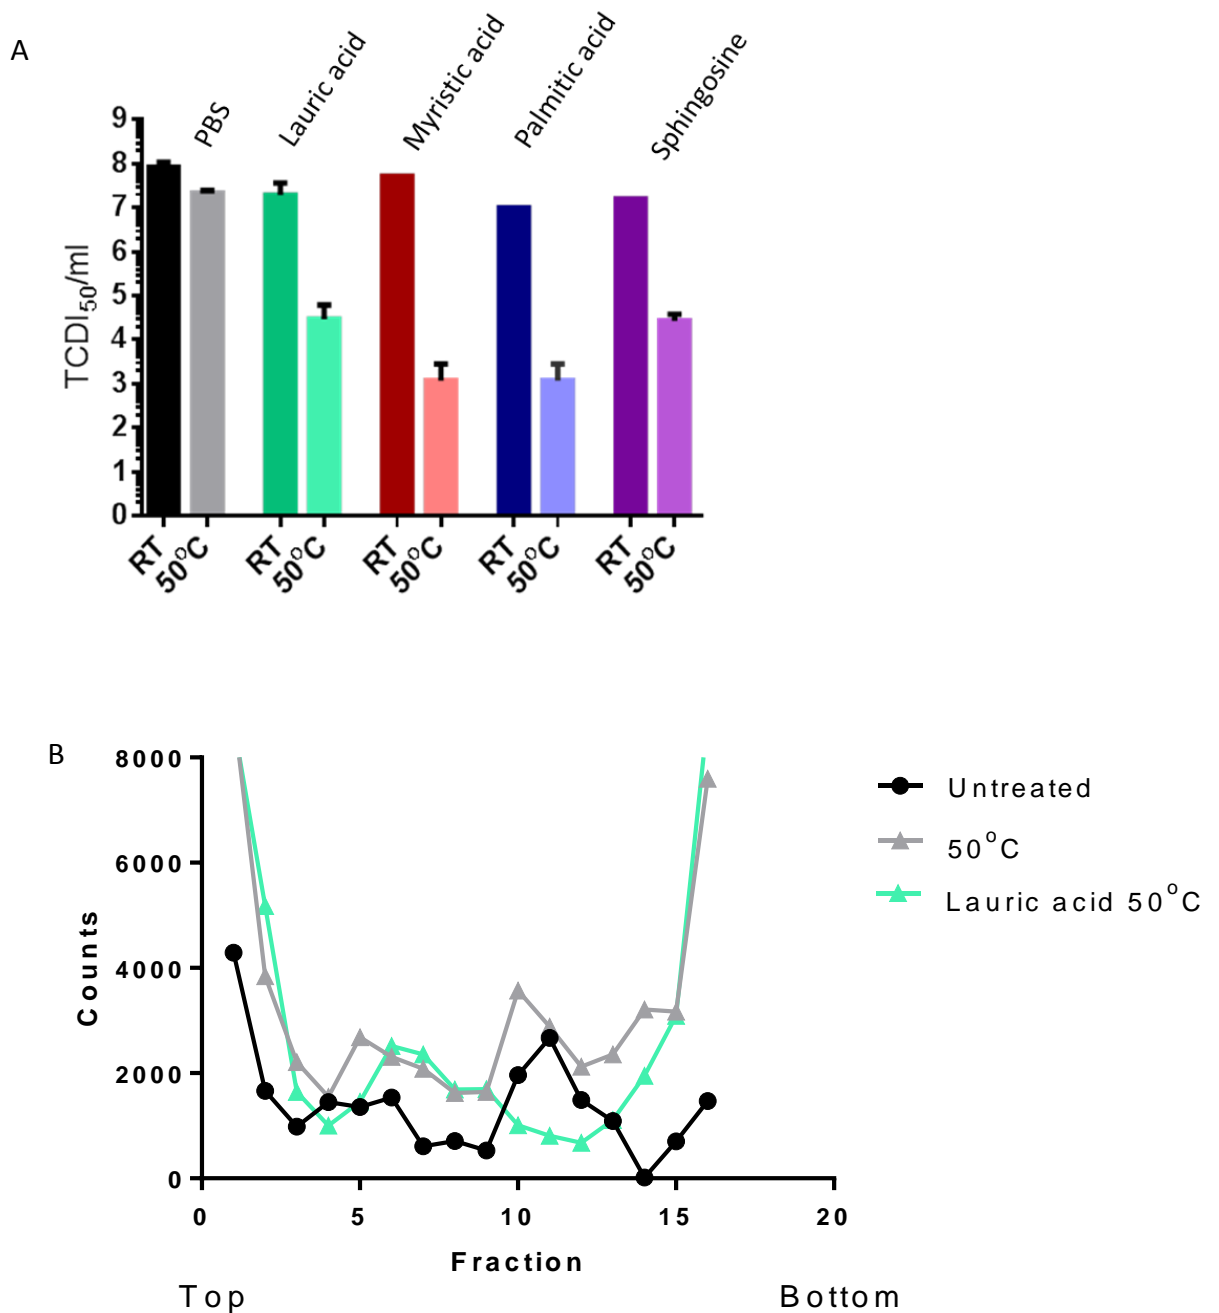 A
PBS
Lauric acid
Myristic acid
Palmitic acid
Sphingosine
TCDI50/ml
9
8
7
6
5
4
3
2
1
0
RT 50°C RT 50°C RT 50°C RT 50°C RT 50°C
B
Counts
8000
6000
4000
2000
0
0 5 10 15 20
Fraction
Top Bottom
Untreated
50°C
Lauric acid 50°C